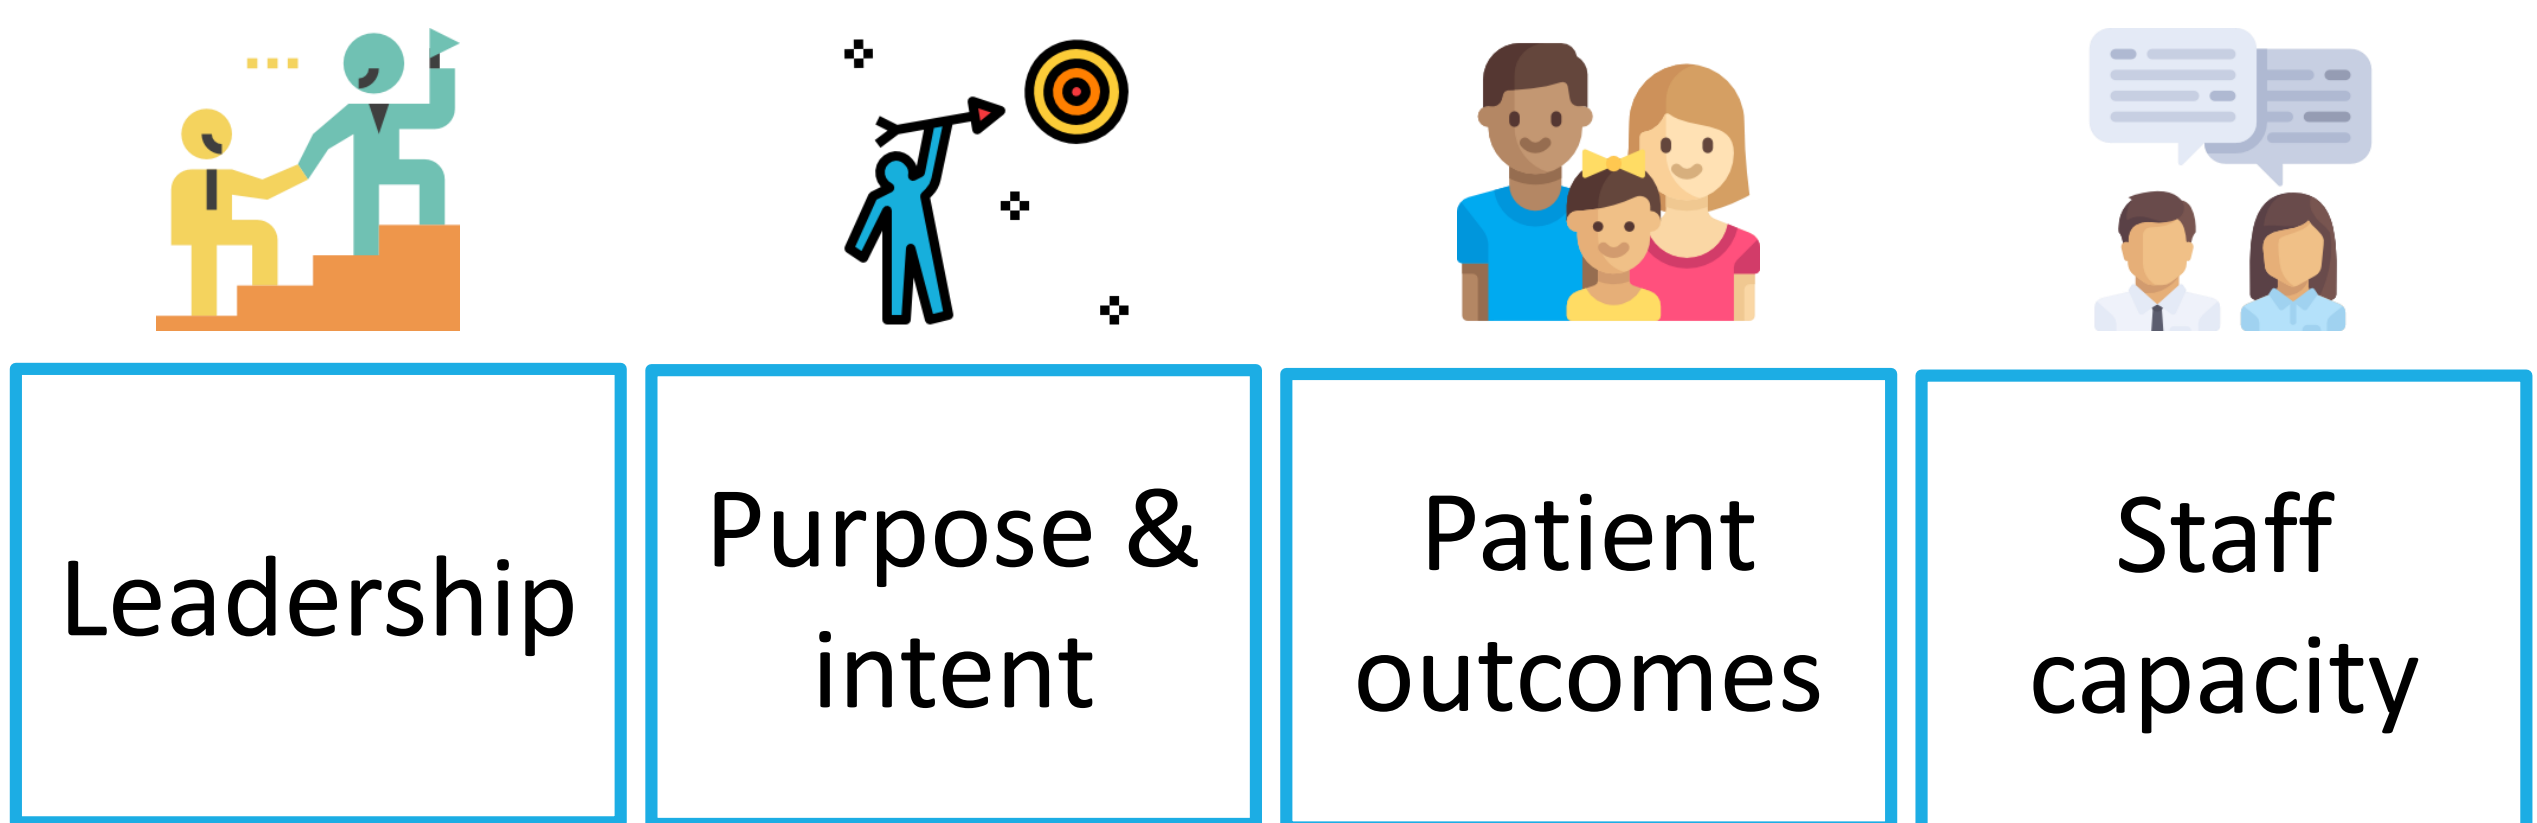 Leadership
Purpose &
intent
Patient
outcomes
Staff
capacity